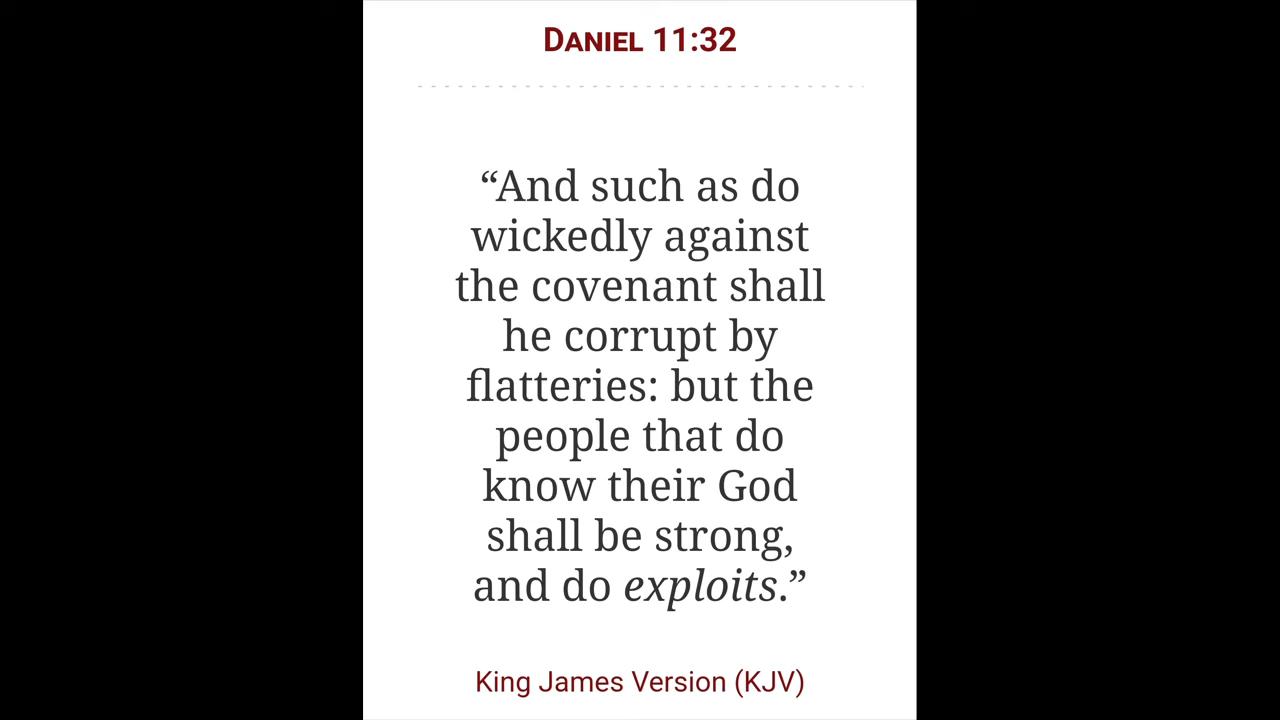 DANIEL 11:32
“And such as do
wickedly against
the covenant shall
he corrupt by
flatteries: but the
people that do
know their God
shall be strong,
and do exploits.”
King James Version (KJV)